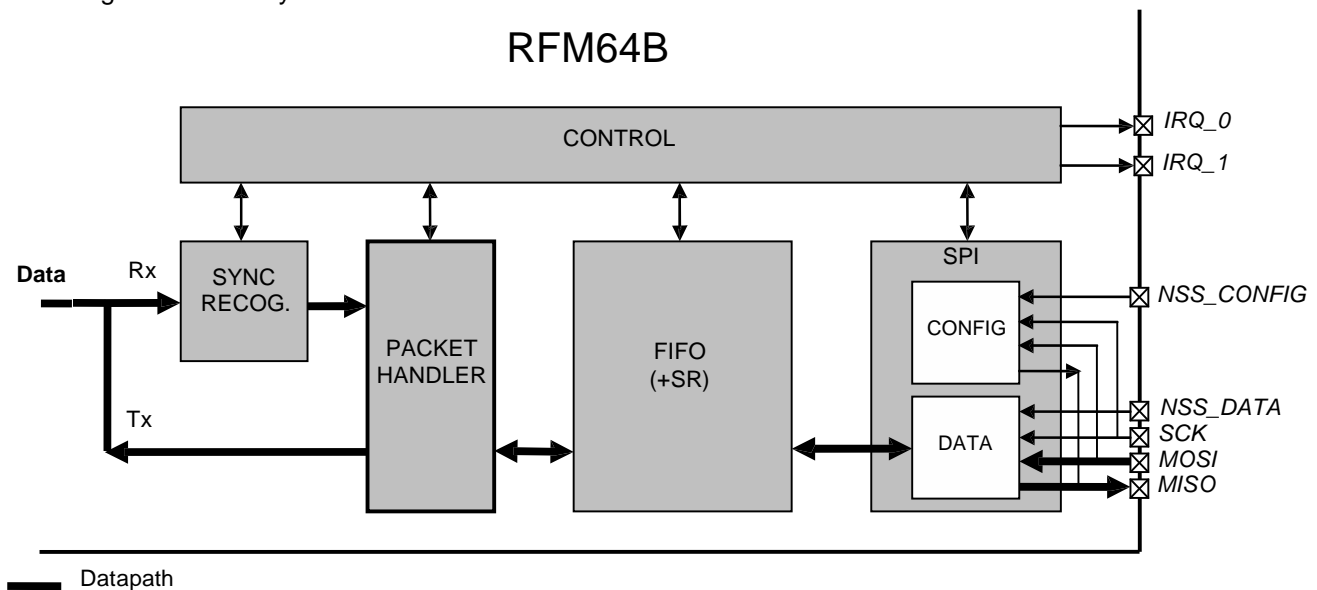 RFM64B
CONTROL
IRQ_0
IRQ_1
Data
Rx
SYNC
RECOG.
Tx
PACKET
HANDLER
FIFO
(+SR)
SPI
CONFIG
DATA
NSS_CONFIG
NSS_DATA
SCK
MOSI
MISO
Datapath